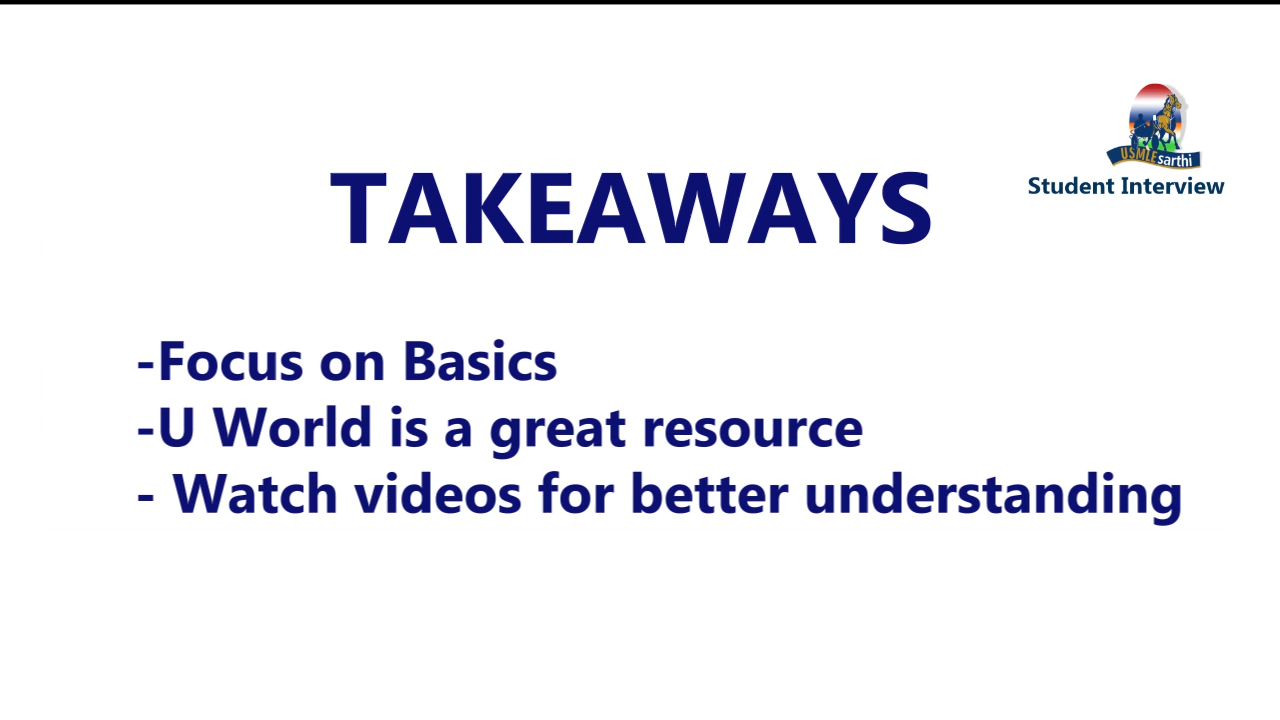 USMLE sarthi
Student Interview
TAKEAWAYS
-Focus on Basics
-U World is a great resource
- Watch videos for better understanding